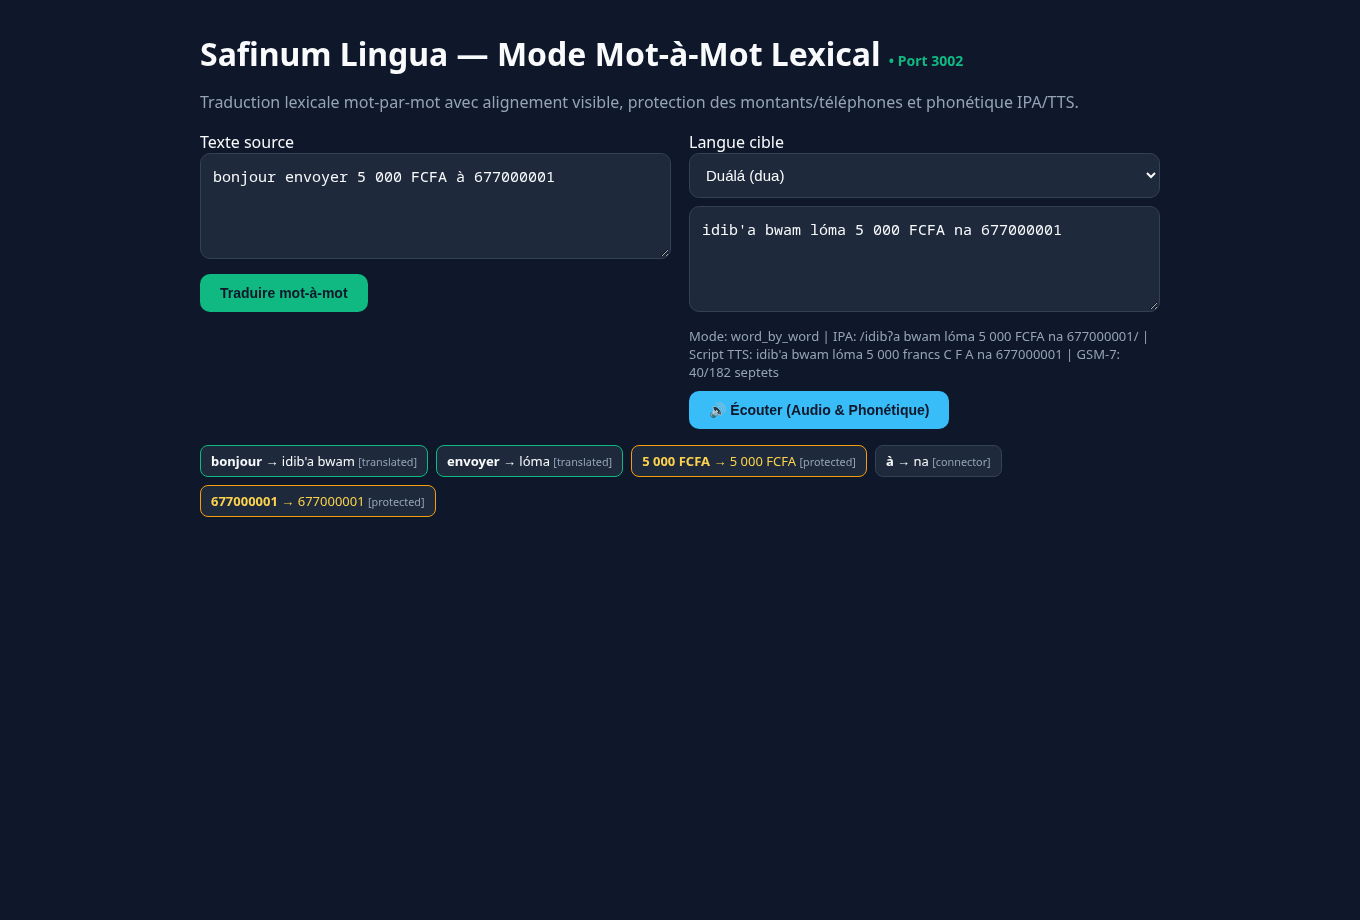 Safinum Lingua — Mode Mot-à-Mot Lexical • Port 3002
Traduction lexicale mot-par-mot avec alignement visible, protection des montants/téléphones et phonétique IPA/TTS.
Texte source
bonjour envoyer 5 000 FCFA à 677000001
Traduire mot-à-mot
Langue cible
Duálá (dua)
idib'a bwam lóma 5 000 FCFA na 677000001
Mode: word_by_word | IPA: /idibʔa bwam lóma 5 000 FCFA na 677000001/ |
Script TTS: idib'a bwam lóma 5 000 francs C F A na 677000001 | GSM-7:
40/182 septets
🔊 Écouter (Audio & Phonétique)
bonjour → idib'a bwam [translated] envoyer → lóma [translated] 5 000 FCFA → 5 000 FCFA [protected] à → na [connector]
677000001 → 677000001 [protected]